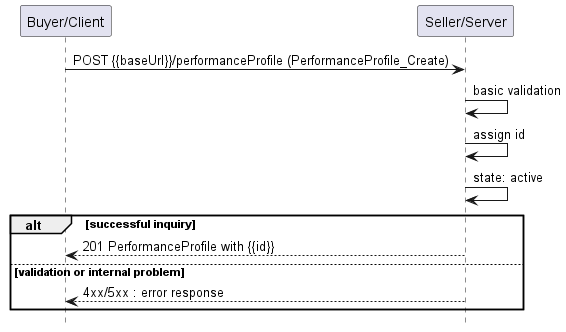 Buyer/Client
Seller/Server
POST {{baseUrl}}/performanceProfile (PerformanceProfile_Create)
basic validation
assign id
state: active
alt
[successful inquiry]
201 PerformanceProfile with {{id}}
[validation or internal problem]
4xx/5xx : error response